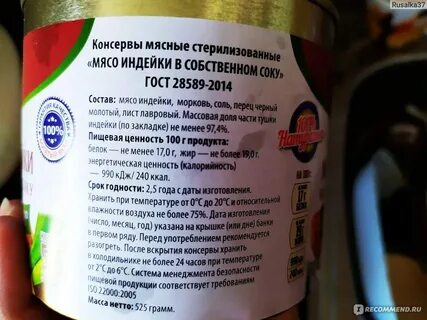 Rusalka37
Консервы мясные стерилизованные
«МЯСО ИНДЕЙКИ В СОБСТВЕННОМ СОКУ»
ГОСТ 28589-2014
Состав: мясо индейки, морковь, соль, перец черный
молотый, лист лавровый. Массовая доля части тушки
индейки (по закладке) не менее 97,4%.
Пищевая ценность 100 г продукта:
белок — не менее 17,0 г, жир — не более 19,0 г.
энергетическая ценность (калорийность)
— 990 кДж/ 240 ккал.
Срок годности: 2,5 года с даты изготовления.
Хранить при температуре от 0°С до 20°С и относительной
влажности воздуха не более 75%. Дата изготовления
(число, месяц, год) указана на крышке (или дне) банки
в первом ряду. Перед употреблением рекомендуется
разогреть. После вскрытия консервы хранить
в холодильнике не более 24 часов при температуре
от 2°С до 6°С. Система менеджмента безопасности
пищевой продукции соответствует требованиям
ISO 22000:2005
Масса нетто: 525 грамм.
100%
100%
IRECOMMEND.RU